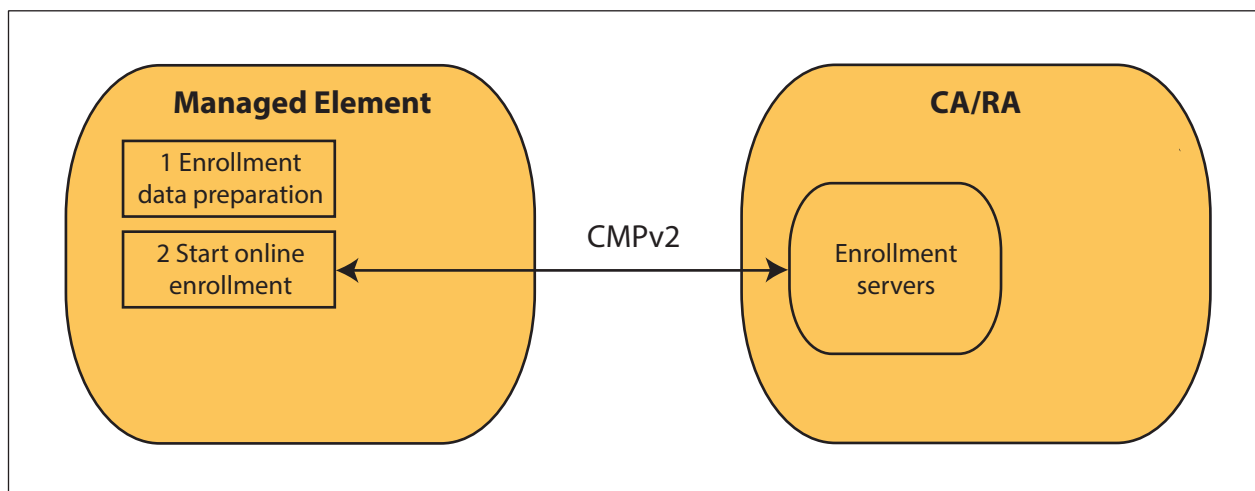 Managed Element
1 Enrollment
data preparation
2 Start online
enrollment
CMPv2
CA/RA
Enrollment
servers